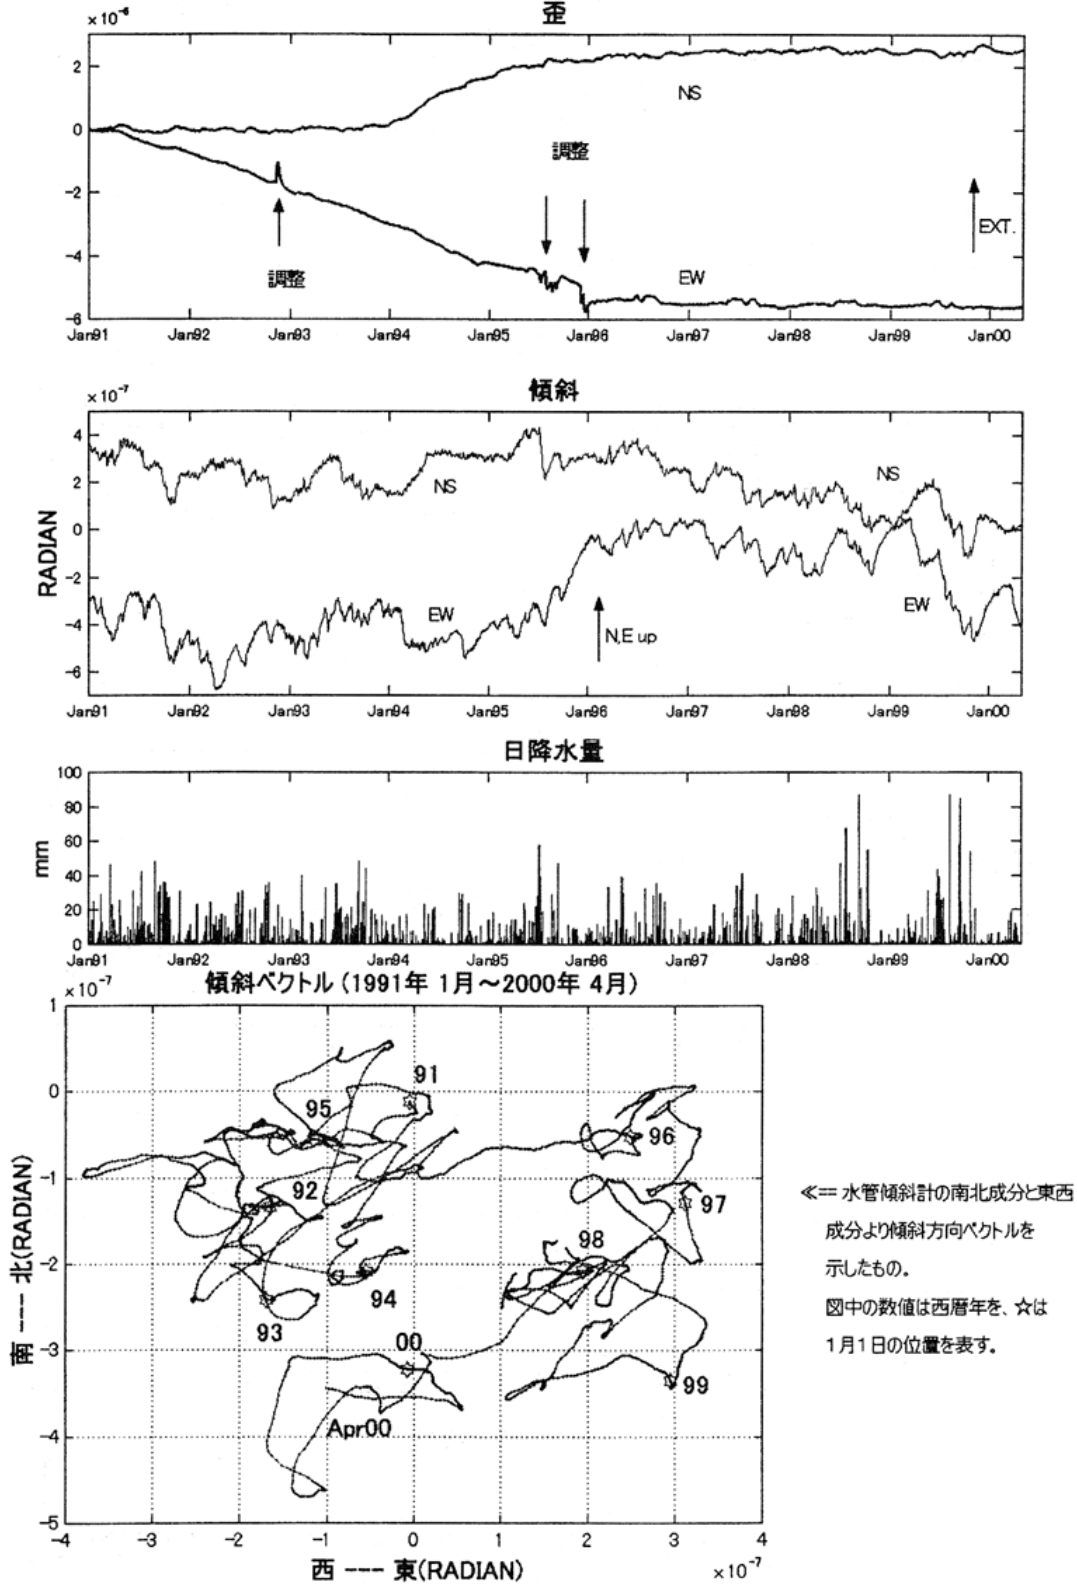 歪
×10⁻⁶
2
0
-2
-4
-6
NS
調整
調整
EXT.
EW
Jan91 Jan92 Jan93 Jan94 Jan95 Jan96 Jan97 Jan98 Jan99 Jan00
傾斜
×10⁻⁷
RADIAN
4
2
0
-2
-4
-6
NS
NS
EW
EW
N,E up
Jan91 Jan92 Jan93 Jan94 Jan95 Jan96 Jan97 Jan98 Jan99 Jan00
日降水量
mm
100
80
60
40
20
0
Jan91 Jan92 Jan93 Jan94 Jan95 Jan96 Jan97 Jan98 Jan99 Jan00
傾斜ベクトル (1991年 1月～2000年 4月)
×10⁻⁷
南 --- 北(RADIAN)
1
0
-1
-2
-3
-4
-5
91
95
96
92
97
98
94
93
00
99
Apr00
-4 -3 -2 -1 0 1 2 3 4
西 --- 東(RADIAN)
×10⁻⁷
≪== 水管傾斜計の南北成分と東西
成分より傾斜方向ベクトルを
示したもの。
図中の数値は西暦年を、☆は
1月1日の位置を表す。